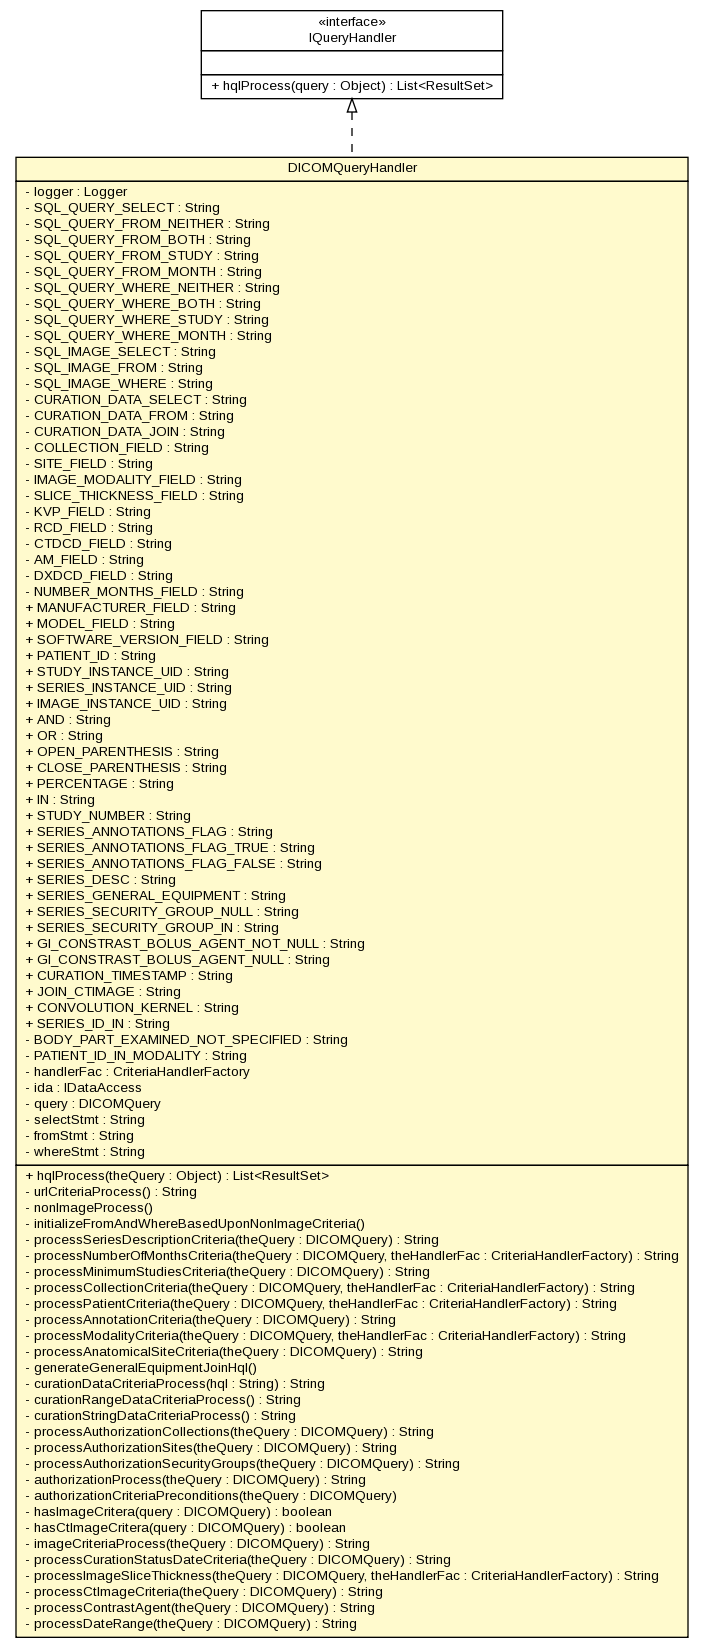 «interface»
IQueryHandler
+ hqlProcess(query : Object) : List<ResultSet>
DICOMQueryHandler
- logger : Logger
- SQL_QUERY_SELECT : String
- SQL_QUERY_FROM_NEITHER : String
- SQL_QUERY_FROM_BOTH : String
- SQL_QUERY_FROM_STUDY : String
- SQL_QUERY_FROM_MONTH : String
- SQL_QUERY_WHERE_NEITHER : String
- SQL_QUERY_WHERE_BOTH : String
- SQL_QUERY_WHERE_STUDY : String
- SQL_QUERY_WHERE_MONTH : String
- SQL_IMAGE_SELECT : String
- SQL_IMAGE_FROM : String
- SQL_IMAGE_WHERE : String
- CURATION_DATA_SELECT : String
- CURATION_DATA_FROM : String
- CURATION_DATA_JOIN : String
- COLLECTION_FIELD : String
- SITE_FIELD : String
- IMAGE_MODALITY_FIELD : String
- SLICE_THICKNESS_FIELD : String
- KVP_FIELD : String
- RCD_FIELD : String
- CTDCD_FIELD : String
- AM_FIELD : String
- DXDCD_FIELD : String
- NUMBER_MONTHS_FIELD : String
+ MANUFACTURER_FIELD : String
+ MODEL_FIELD : String
+ SOFTWARE_VERSION_FIELD : String
+ PATIENT_ID : String
+ STUDY_INSTANCE_UID : String
+ SERIES_INSTANCE_UID : String
+ IMAGE_INSTANCE_UID : String
+ AND : String
+ OR : String
+ OPEN_PARENTHESIS : String
+ CLOSE_PARENTHESIS : String
+ PERCENTAGE : String
+ IN : String
+ STUDY_NUMBER : String
+ SERIES_ANNOTATIONS_FLAG : String
+ SERIES_ANNOTATIONS_FLAG_TRUE : String
+ SERIES_ANNOTATIONS_FLAG_FALSE : String
+ SERIES_DESC : String
+ SERIES_GENERAL_EQUIPMENT : String
+ SERIES_SECURITY_GROUP_NULL : String
+ SERIES_SECURITY_GROUP_IN : String
+ GI_CONSTRAST_BOLUS_AGENT_NOT_NULL : String
+ GI_CONSTRAST_BOLUS_AGENT_NULL : String
+ CURATION_TIMESTAMP : String
+ JOIN_CTIMAGE : String
+ CONVOLUTION_KERNEL : String
+ SERIES_ID_IN : String
- BODY_PART_EXAMINED_NOT_SPECIFIED : String
- PATIENT_ID_IN_MODALITY : String
- handlerFac : CriteriaHandlerFactory
- ida : IDataAccess
- query : DICOMQuery
- selectStmt : String
- fromStmt : String
- whereStmt : String
+ hqlProcess(theQuery : Object) : List<ResultSet>
- urlCriteriaProcess() : String
- nonImageProcess()
- initializeFromAndWhereBasedUponNonImageCriteria()
- processSeriesDescriptionCriteria(theQuery : DICOMQuery) : String
- processNumberOfMonthsCriteria(theQuery : DICOMQuery, theHandlerFac : CriteriaHandlerFactory) : String
- processMinimumStudiesCriteria(theQuery : DICOMQuery) : String
- processCollectionCriteria(theQuery : DICOMQuery, theHandlerFac : CriteriaHandlerFactory) : String
- processPatientCriteria(theQuery : DICOMQuery, theHandlerFac : CriteriaHandlerFactory) : String
- processAnnotationCriteria(theQuery : DICOMQuery) : String
- processModalityCriteria(theQuery : DICOMQuery, theHandlerFac : CriteriaHandlerFactory) : String
- processAnatomicalSiteCriteria(theQuery : DICOMQuery) : String
- generateGeneralEquipmentJoinHql()
- curationDataCriteriaProcess(hql : String) : String
- curationRangeDataCriteriaProcess() : String
- curationStringDataCriteriaProcess() : String
- processAuthorizationCollections(theQuery : DICOMQuery) : String
- processAuthorizationSites(theQuery : DICOMQuery) : String
- processAuthorizationSecurityGroups(theQuery : DICOMQuery) : String
- authorizationProcess(theQuery : DICOMQuery) : String
- authorizationCriteriaPreconditions(theQuery : DICOMQuery)
- hasImageCritera(query : DICOMQuery) : boolean
- hasCtImageCritera(query : DICOMQuery) : boolean
- imageCriteriaProcess(theQuery : DICOMQuery) : String
- processCurationStatusDateCriteria(theQuery : DICOMQuery) : String
- processImageSliceThickness(theQuery : DICOMQuery, theHandlerFac : CriteriaHandlerFactory) : String
- processCtImageCriteria(theQuery : DICOMQuery) : String
- processContrastAgent(theQuery : DICOMQuery) : String
- processDateRange(theQuery : DICOMQuery) : String